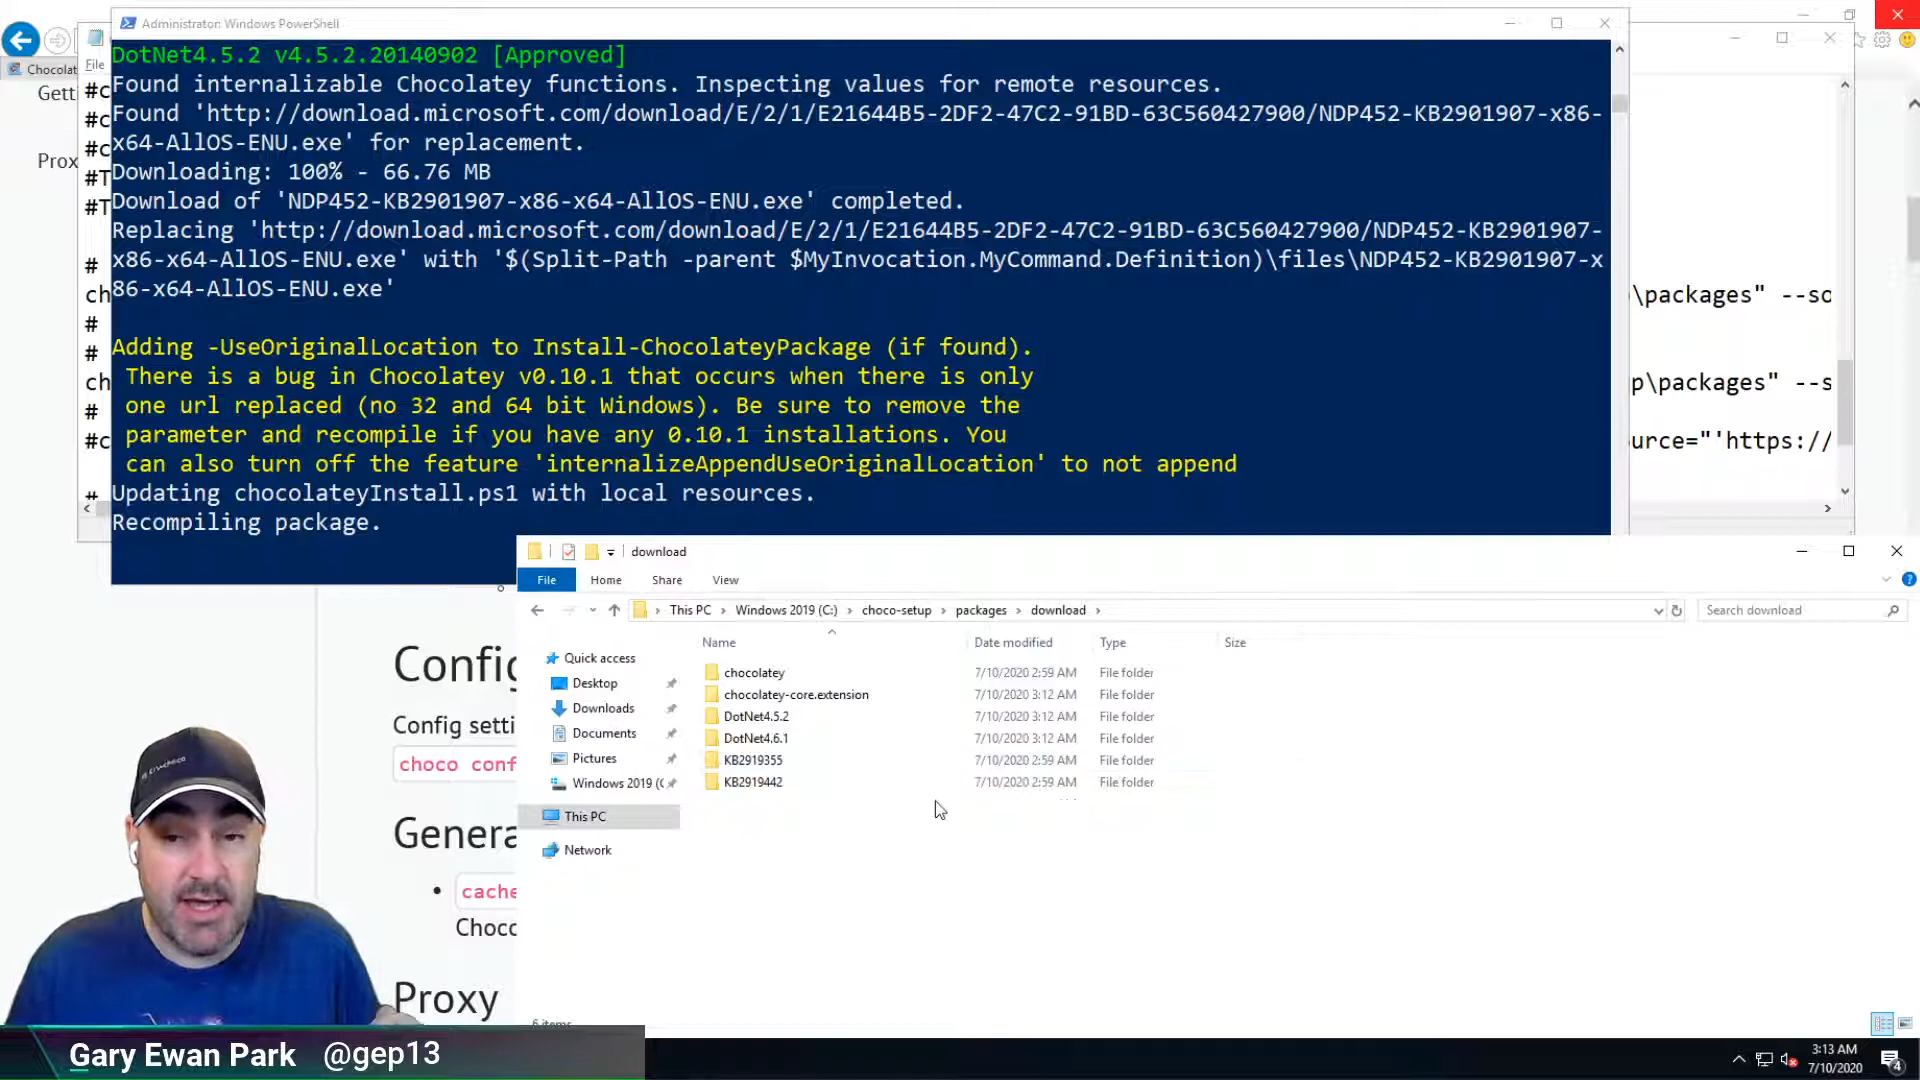 Administrator: Windows PowerShell
DotNet4.5.2 v4.5.2.20140902 [Approved]
Found internalizable Chocolatey functions. Inspecting values for remote resources.
Found 'http://download.microsoft.com/download/E/2/1/E21644B5-2DF2-47C2-91BD-63C560427900/NDP452-KB2901907-x86-
x64-AllOS-ENU.exe' for replacement.
Downloading: 100% - 66.76 MB
Download of 'NDP452-KB2901907-x86-x64-AllOS-ENU.exe' completed.
Replacing 'http://download.microsoft.com/download/E/2/1/E21644B5-2DF2-47C2-91BD-63C560427900/NDP452-KB2901907-
x86-x64-AllOS-ENU.exe' with '$(Split-Path -parent $MyInvocation.MyCommand.Definition)\files\NDP452-KB2901907-x
86-x64-AllOS-ENU.exe'
Adding -UseOriginalLocation to Install-ChocolateyPackage (if found).
There is a bug in Chocolatey v0.10.1 that occurs when there is only
one url replaced (no 32 and 64 bit Windows). Be sure to remove the
parameter and recompile if you have any 0.10.1 installations. You
can also turn off the feature 'internalizeAppendUseOriginalLocation' to not append
Updating chocolateyInstall.ps1 with local resources.
Recompiling package.
Chocolat
File
Getti
Prox
#c
#c
#c
#T
#T
#
ch
#
#
ch
#
#c
#
\packages" --so
p\packages" --s
urce="'https://
download
File Home Share View
This PC Windows 2019 (C:) choco-setup packages download
Search download
Name Date modified Type Size
Quick access
Desktop
Downloads
Documents
Pictures
Windows 2019 (
This PC
Network
chocolatey 7/10/2020 2:59 AM File folder
chocolatey-core.extension 7/10/2020 3:12 AM File folder
DotNet4.5.2 7/10/2020 3:12 AM File folder
DotNet4.6.1 7/10/2020 3:12 AM File folder
KB2919355 7/10/2020 2:59 AM File folder
KB2919442 7/10/2020 2:59 AM File folder
6 items
Config
Config setti
choco conf
Genera
cache
Choco
Proxy
Gary Ewan Park @gep13
3:13 AM
7/10/2020
4